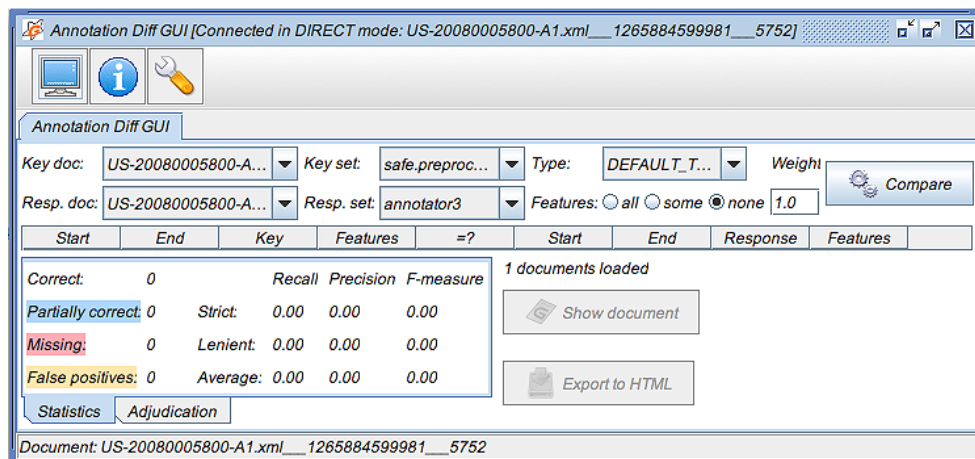 Annotation Diff GUI [Connected in DIRECT mode: US-20080005800-A1.xml___1265884599981___5752]
Annotation Diff GUI
Key doc: US-20080005800-A... Key set: safe.preproc... Type: DEFAULT_T... Weight
Compare
Resp. doc: US-20080005800-A... Resp. set: annotator3 Features: all some none 1.0
Start End Key Features =? Start End Response Features
Correct: 0 Recall Precision F-measure
1 documents loaded
Partially correct: 0 Strict: 0.00 0.00 0.00
Show document
Missing: 0 Lenient: 0.00 0.00 0.00
False positives: 0 Average: 0.00 0.00 0.00
Export to HTML
Statistics Adjudication
Document: US-20080005800-A1.xml___1265884599981___5752